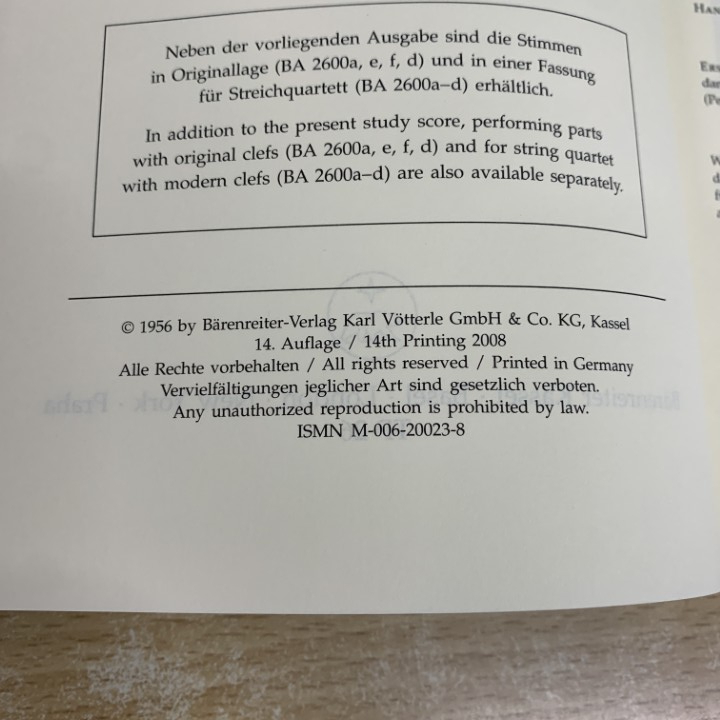 Neben der vorliegenden Ausgabe sind die Stimmen
in Originallage (BA 2600a, e, f, d) und in einer Fassung
für Streichquartett (BA 2600a–d) erhältlich.
In addition to the present study score, performing parts
with original clefs (BA 2600a, e, f, d) and for string quartet
with modern clefs (BA 2600a–d) are also available separately.
© 1956 by Bärenreiter-Verlag Karl Vötterle GmbH & Co. KG, Kassel
14. Auflage / 14th Printing 2008
Alle Rechte vorbehalten / All rights reserved / Printed in Germany
Vervielfältigungen jeglicher Art sind gesetzlich verboten.
Any unauthorized reproduction is prohibited by law.
ISMN M-006-20023-8